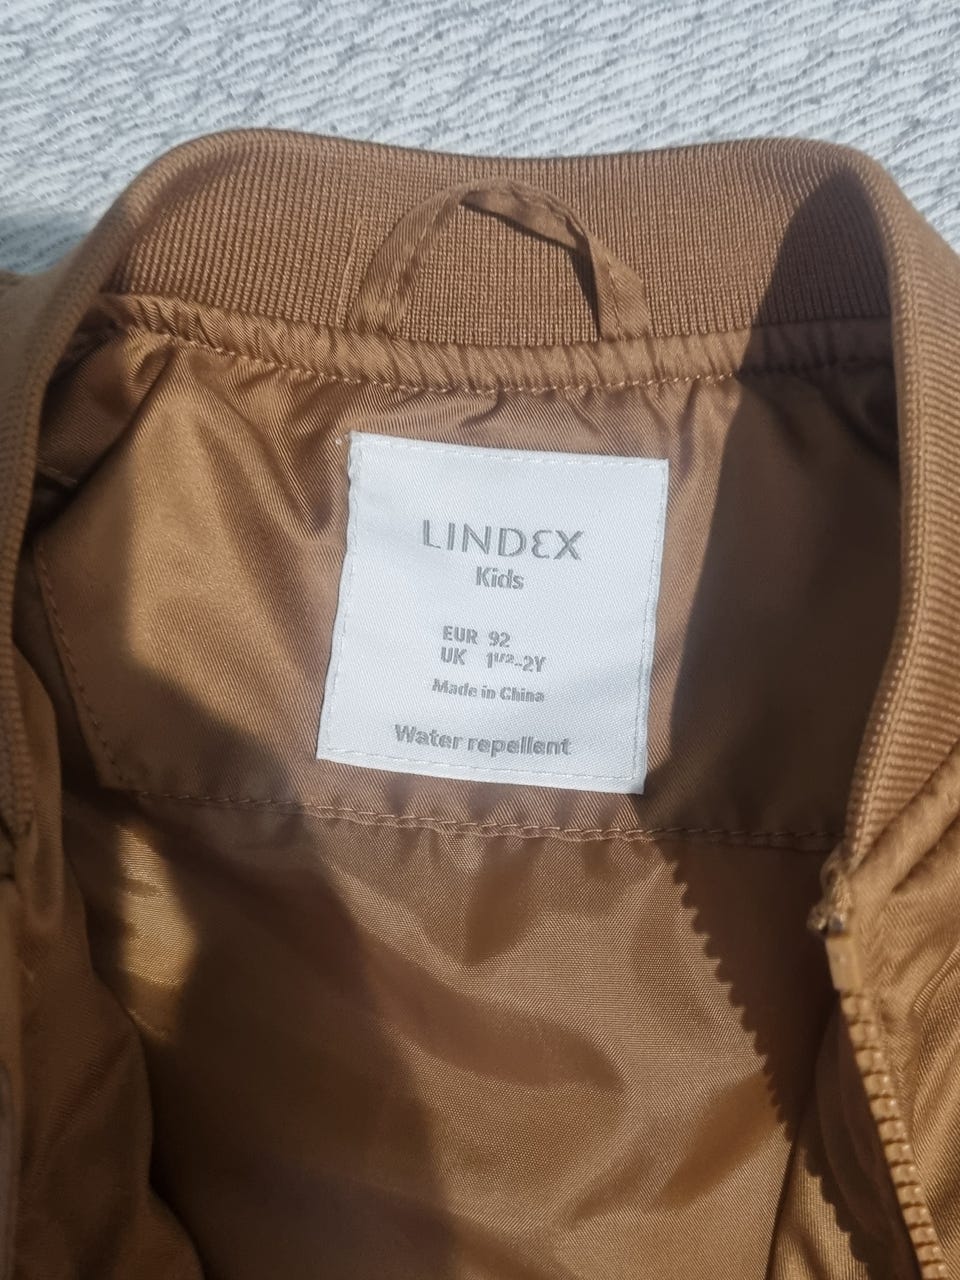 LINDEX
Kids
EUR 92
UK 1½-2Y
Made in China
Water repellent